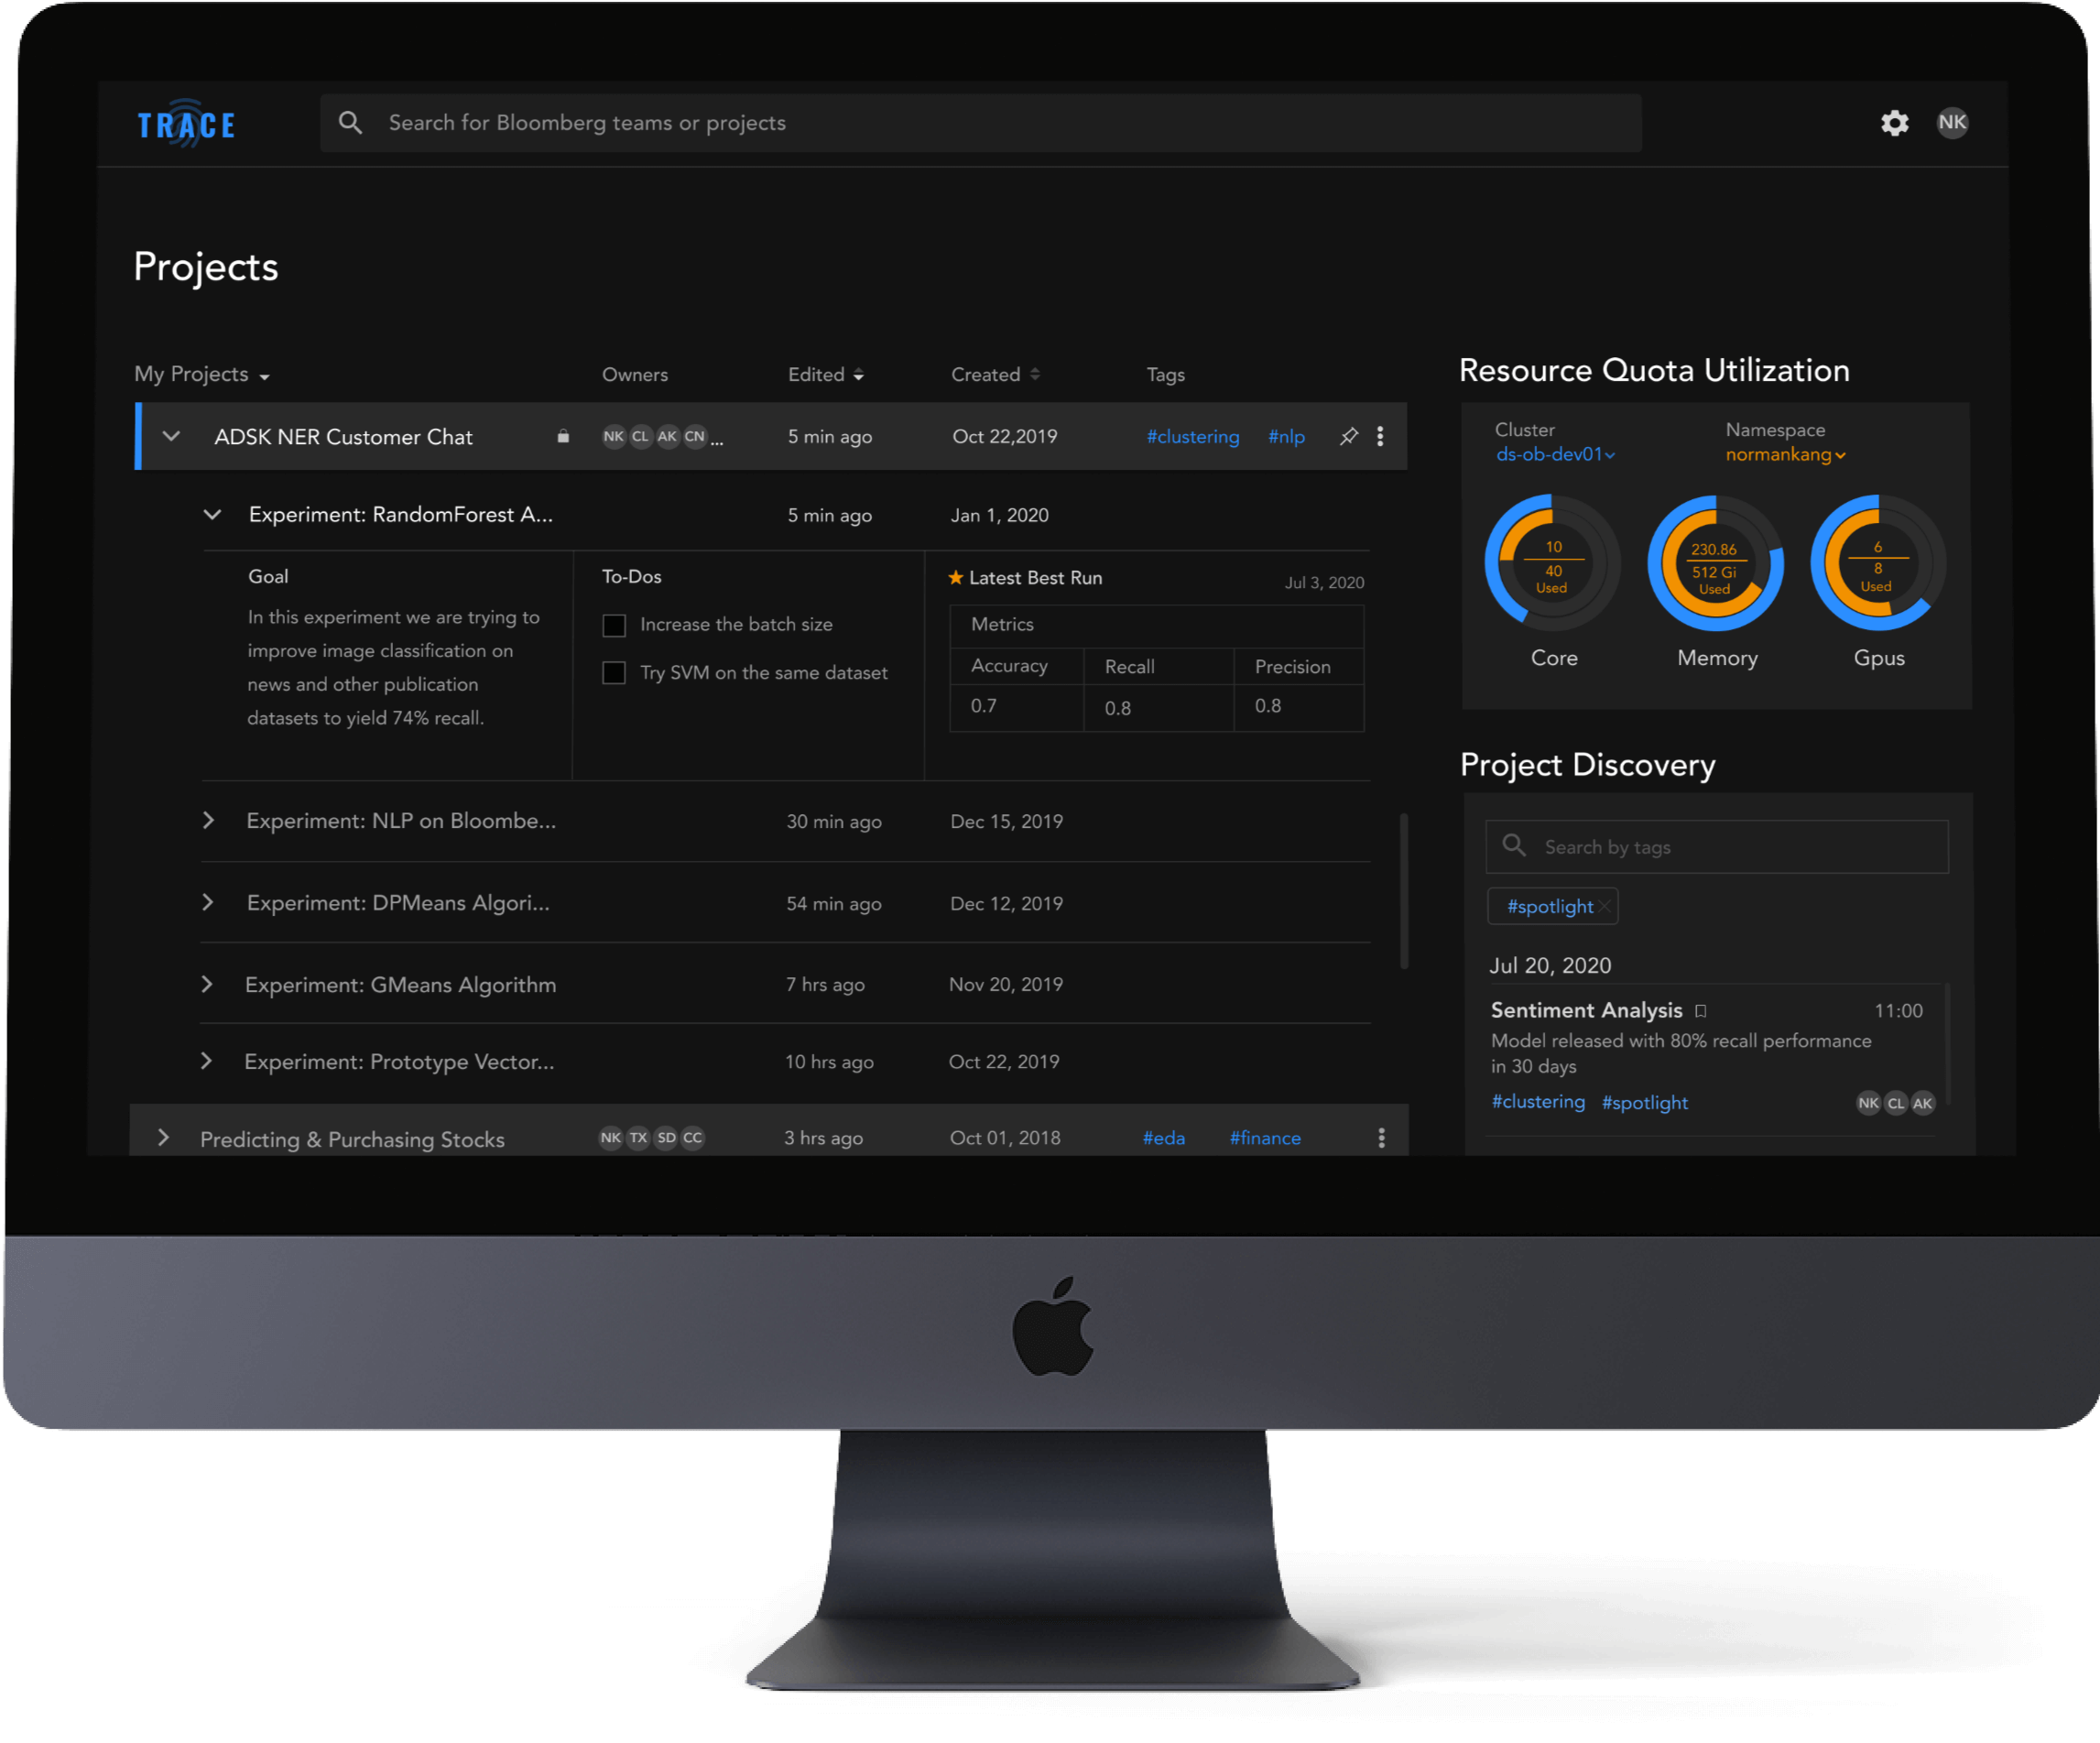 TRACE
Search for Bloomberg teams or projects
NK
Projects
My Projects
Owners
Edited
Created
Tags
ADSK NER Customer Chat
NK CL AK CN ...
5 min ago
Oct 22,2019
#clustering #nlp
Experiment: RandomForest A...
5 min ago
Jan 1, 2020
Goal
In this experiment we are trying to
improve image classification on
news and other publication
datasets to yield 74% recall.
To-Dos
Increase the batch size
Try SVM on the same dataset
Latest Best Run
Jul 3, 2020
Metrics
Accuracy
Recall
Precision
0.7
0.8
0.8
Experiment: NLP on Bloombe...
30 min ago
Dec 15, 2019
Experiment: DPMeans Algori...
54 min ago
Dec 12, 2019
Experiment: GMeans Algorithm
7 hrs ago
Nov 20, 2019
Experiment: Prototype Vector...
10 hrs ago
Oct 22, 2019
Predicting & Purchasing Stocks
NK TX SD CC
3 hrs ago
Oct 01, 2018
#eda #finance
Resource Quota Utilization
Cluster
ds-ob-dev01
Namespace
normankang
10
40
Used
Core
230.86
512 Gi
Used
Memory
6
8
Used
Gpus
Project Discovery
Search by tags
#spotlight
Jul 20, 2020
Sentiment Analysis
11:00
Model released with 80% recall performance
in 30 days
#clustering #spotlight
NK CL AK